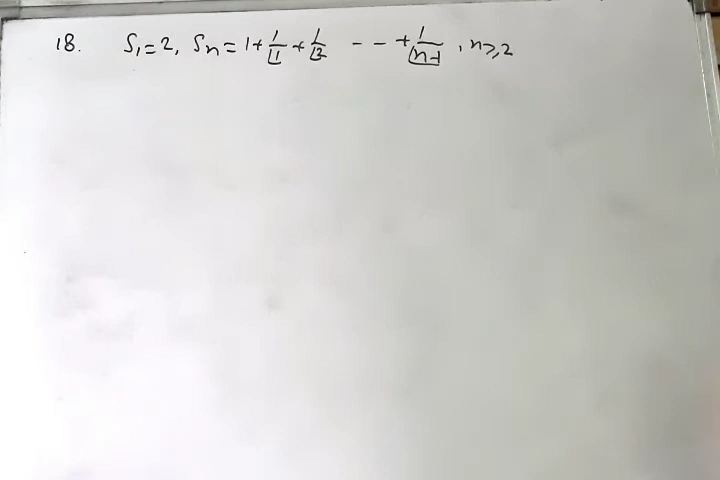 18. S₁=2, Sn = 1+ 1/⌊1 + 1/⌊2 -- + 1/⌊n-1 , n≥2